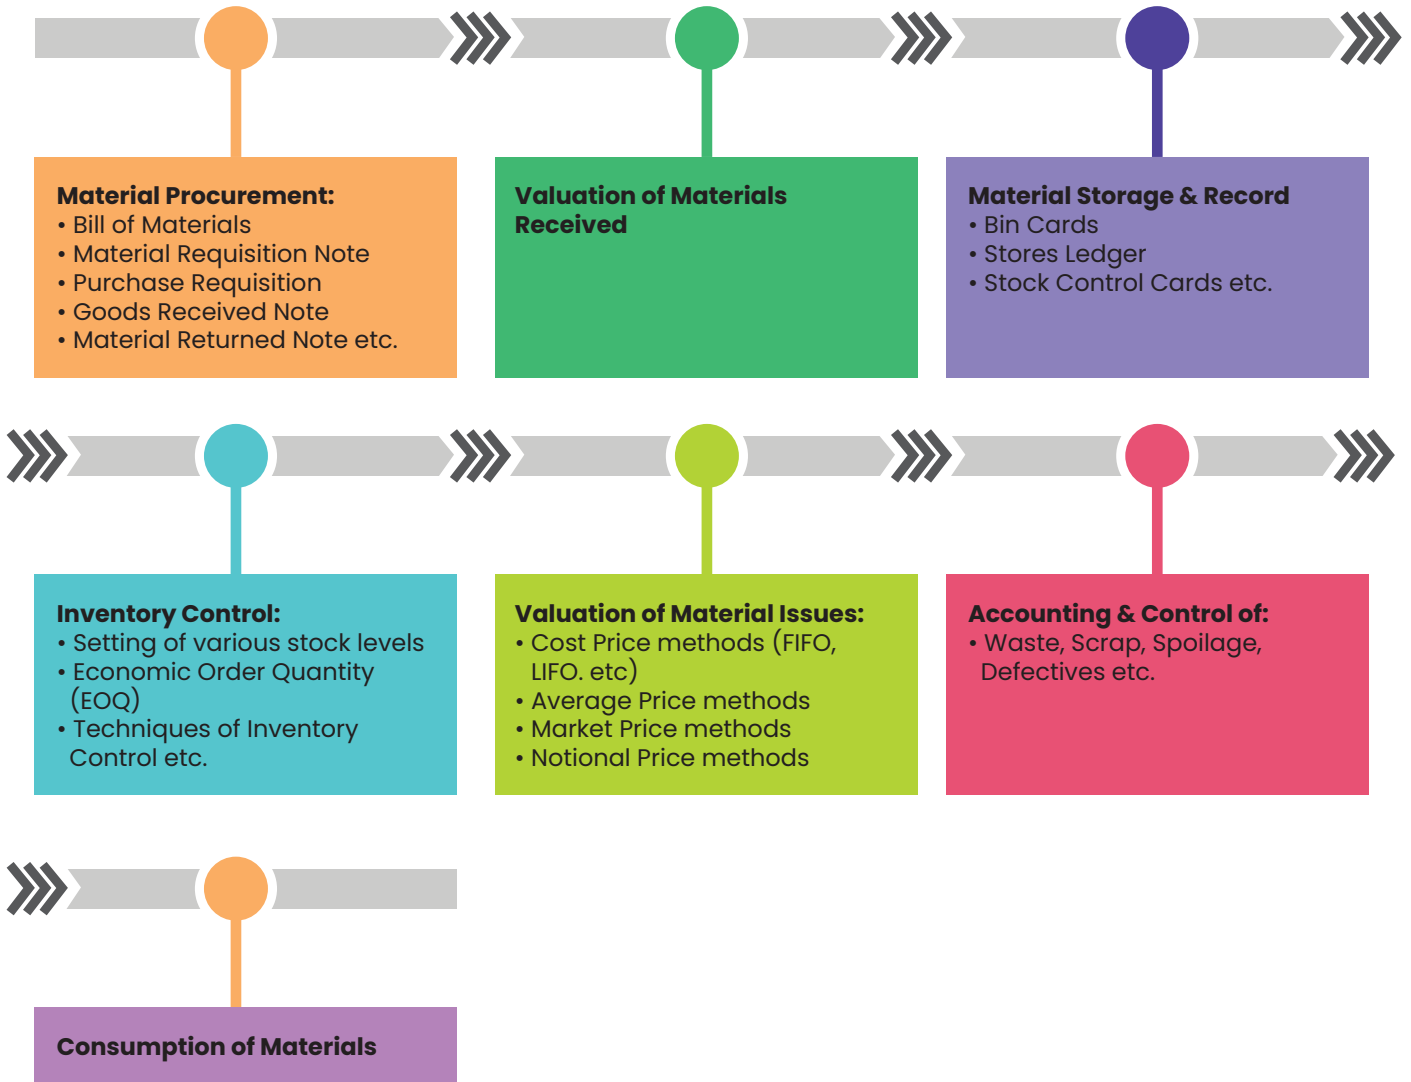 Material Procurement:
• Bill of Materials
• Material Requisition Note
• Purchase Requisition
• Goods Received Note
• Material Returned Note etc.
Valuation of Materials
Received
Material Storage & Record
• Bin Cards
• Stores Ledger
• Stock Control Cards etc.
Inventory Control:
• Setting of various stock levels
• Economic Order Quantity
(EOQ)
• Techniques of Inventory
Control etc.
Valuation of Material Issues:
• Cost Price methods (FIFO,
LIFO. etc)
• Average Price methods
• Market Price methods
• Notional Price methods
Accounting & Control of:
• Waste, Scrap, Spoilage,
Defectives etc.
Consumption of Materials